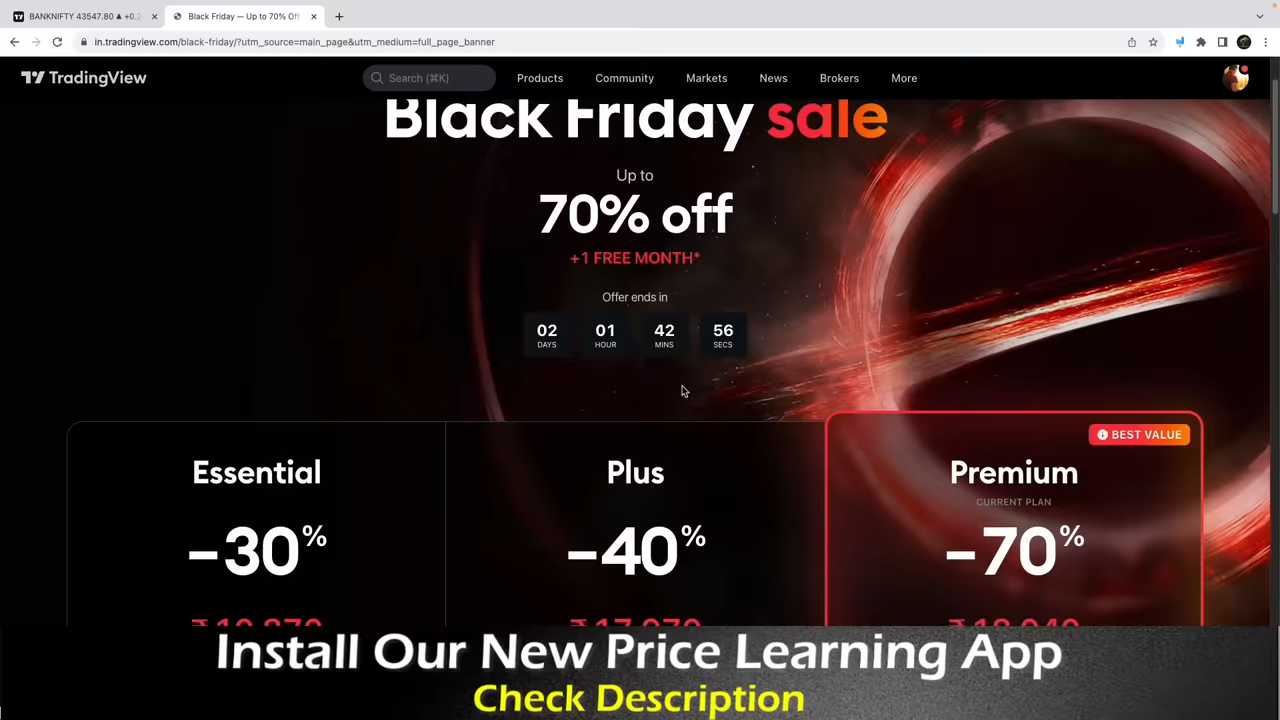 BANKNIFTY 43547.80 ▲ +0.2
Black Friday — Up to 70% Off
in.tradingview.com/black-friday/?utm_source=main_page&utm_medium=full_page_banner
TradingView
Search (⌘K)
Products
Community
Markets
News
Brokers
More
Black Friday sale
Up to
70% off
+1 FREE MONTH*
Offer ends in
02 01 42 56
DAYS HOUR MINS SECS
BEST VALUE
Essential Plus Premium
CURRENT PLAN
−30% −40% −70%
Install Our New Price Learning App
Check Description